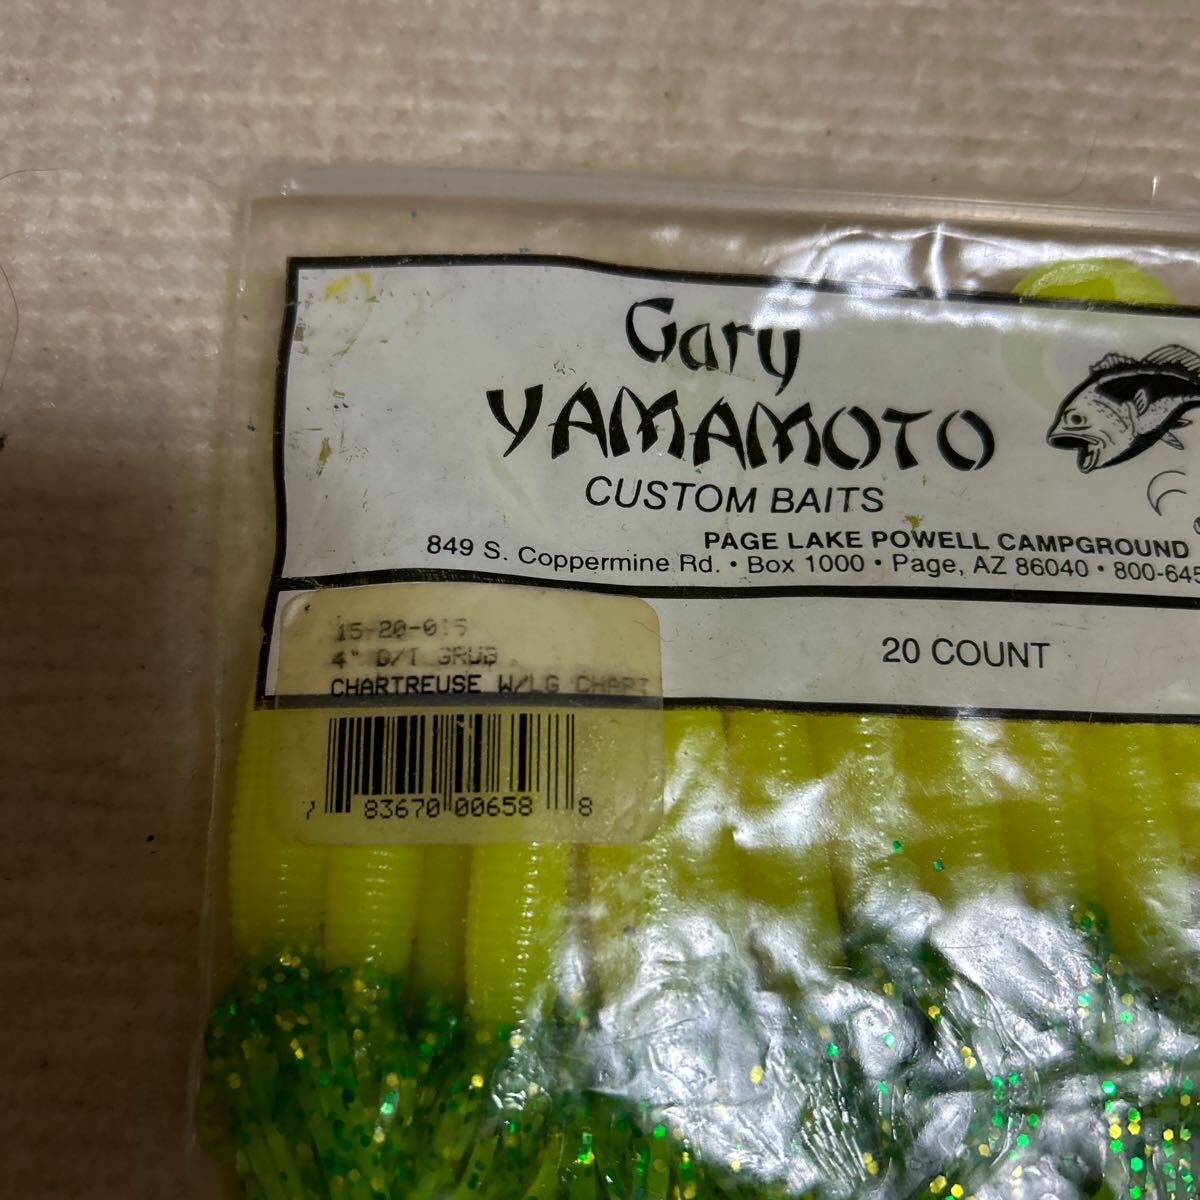 Gary
YAMAMOTO
CUSTOM BAITS
PAGE LAKE POWELL CAMPGROUND
849 S. Coppermine Rd. • Box 1000 • Page, AZ 86040 • 800-645
20 COUNT
15-20-015
4" D/T GRUB
CHARTREUSE W/LG CHART
7 83670 00658 8